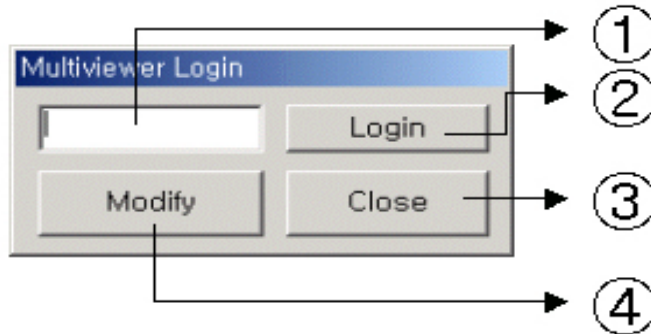 ①
Multiviewer Login
②
Login
Modify
Close
③
④